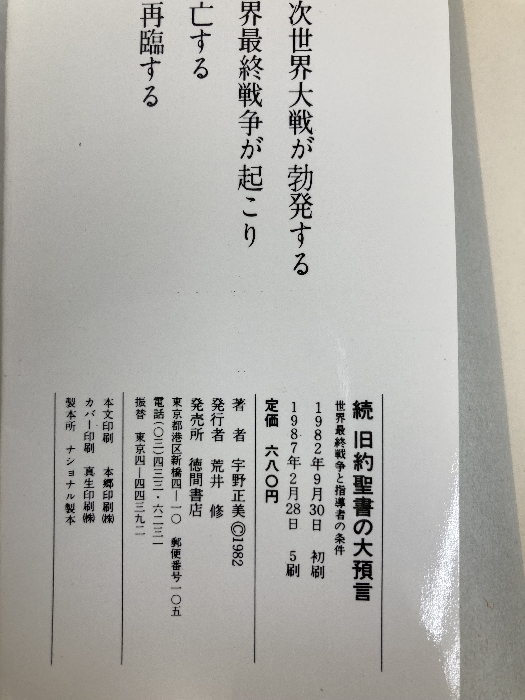 次世界大戦が勃発する
界最終戦争が起こり
亡する
再臨する
続 旧約聖書の大預言
世界最終戦争と指導者の条件
1982年9月30日 初刷
1987年2月28日 5刷
定価 六八〇円
著者 宇野正美©1982
発行者 荒井 修
発売所 徳間書店
東京都港区新橋四ー一〇 郵便番号一〇五
電話(〇三)四三三・六二三一
振替 東京四ー四四三九二
本文印刷 本郷印刷㈱
カバー印刷 真生印刷㈱
製本所 ナショナル製本